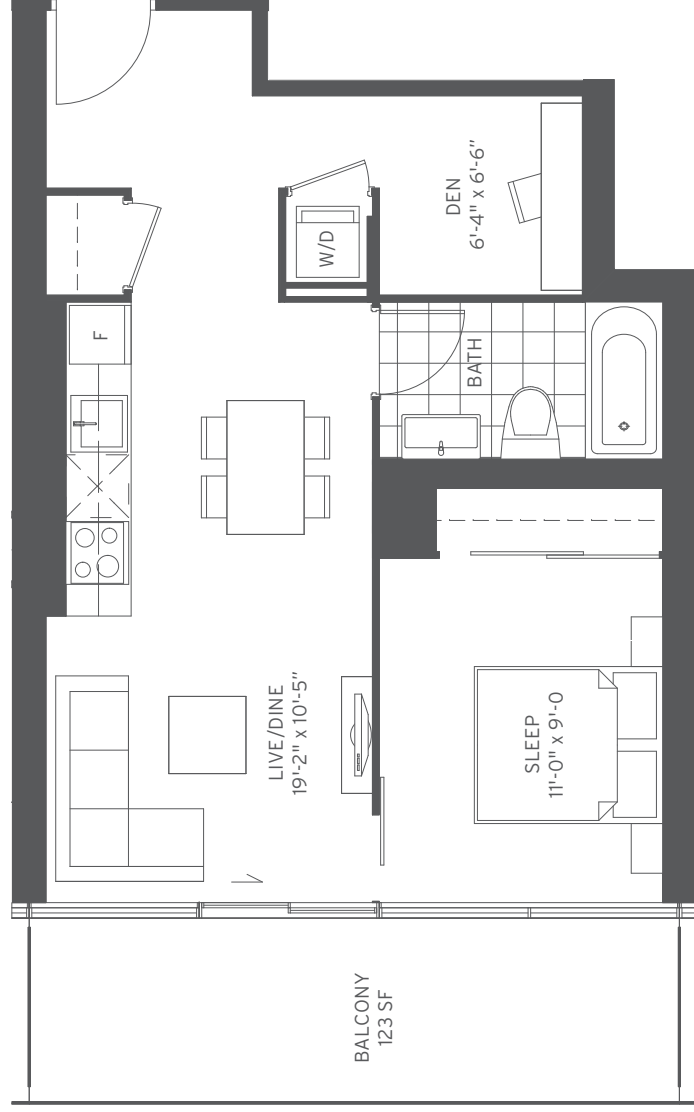 DEN
6'-4" x 6'-6"
W/D
F
BATH
LIVE/DINE
19'-2" x 10'-5"
SLEEP
11'-0" x 9'-0
BALCONY
123 SF